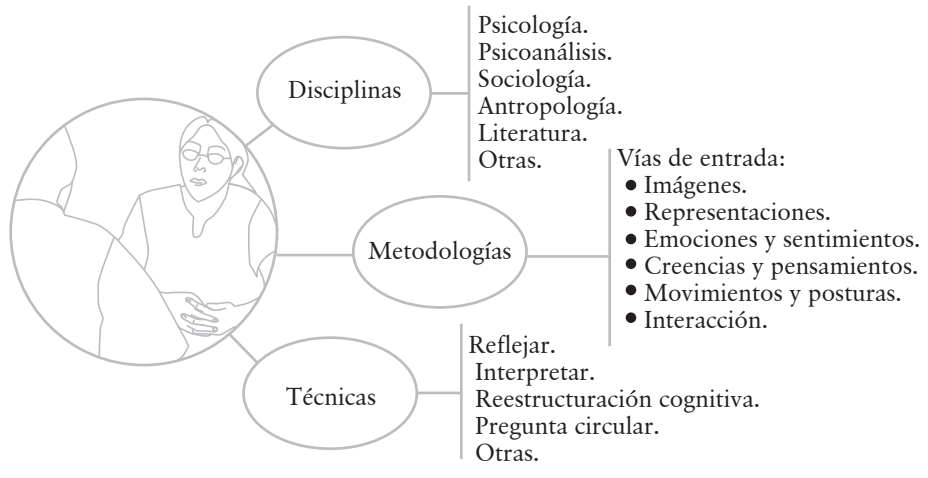 Disciplinas
Psicología.
Psicoanálisis.
Sociología.
Antropología.
Literatura.
Otras.
Metodologías
Vías de entrada:
• Imágenes.
• Representaciones.
• Emociones y sentimientos.
• Creencias y pensamientos.
• Movimientos y posturas.
• Interacción.
Técnicas
Reflejar.
Interpretar.
Reestructuración cognitiva.
Pregunta circular.
Otras.